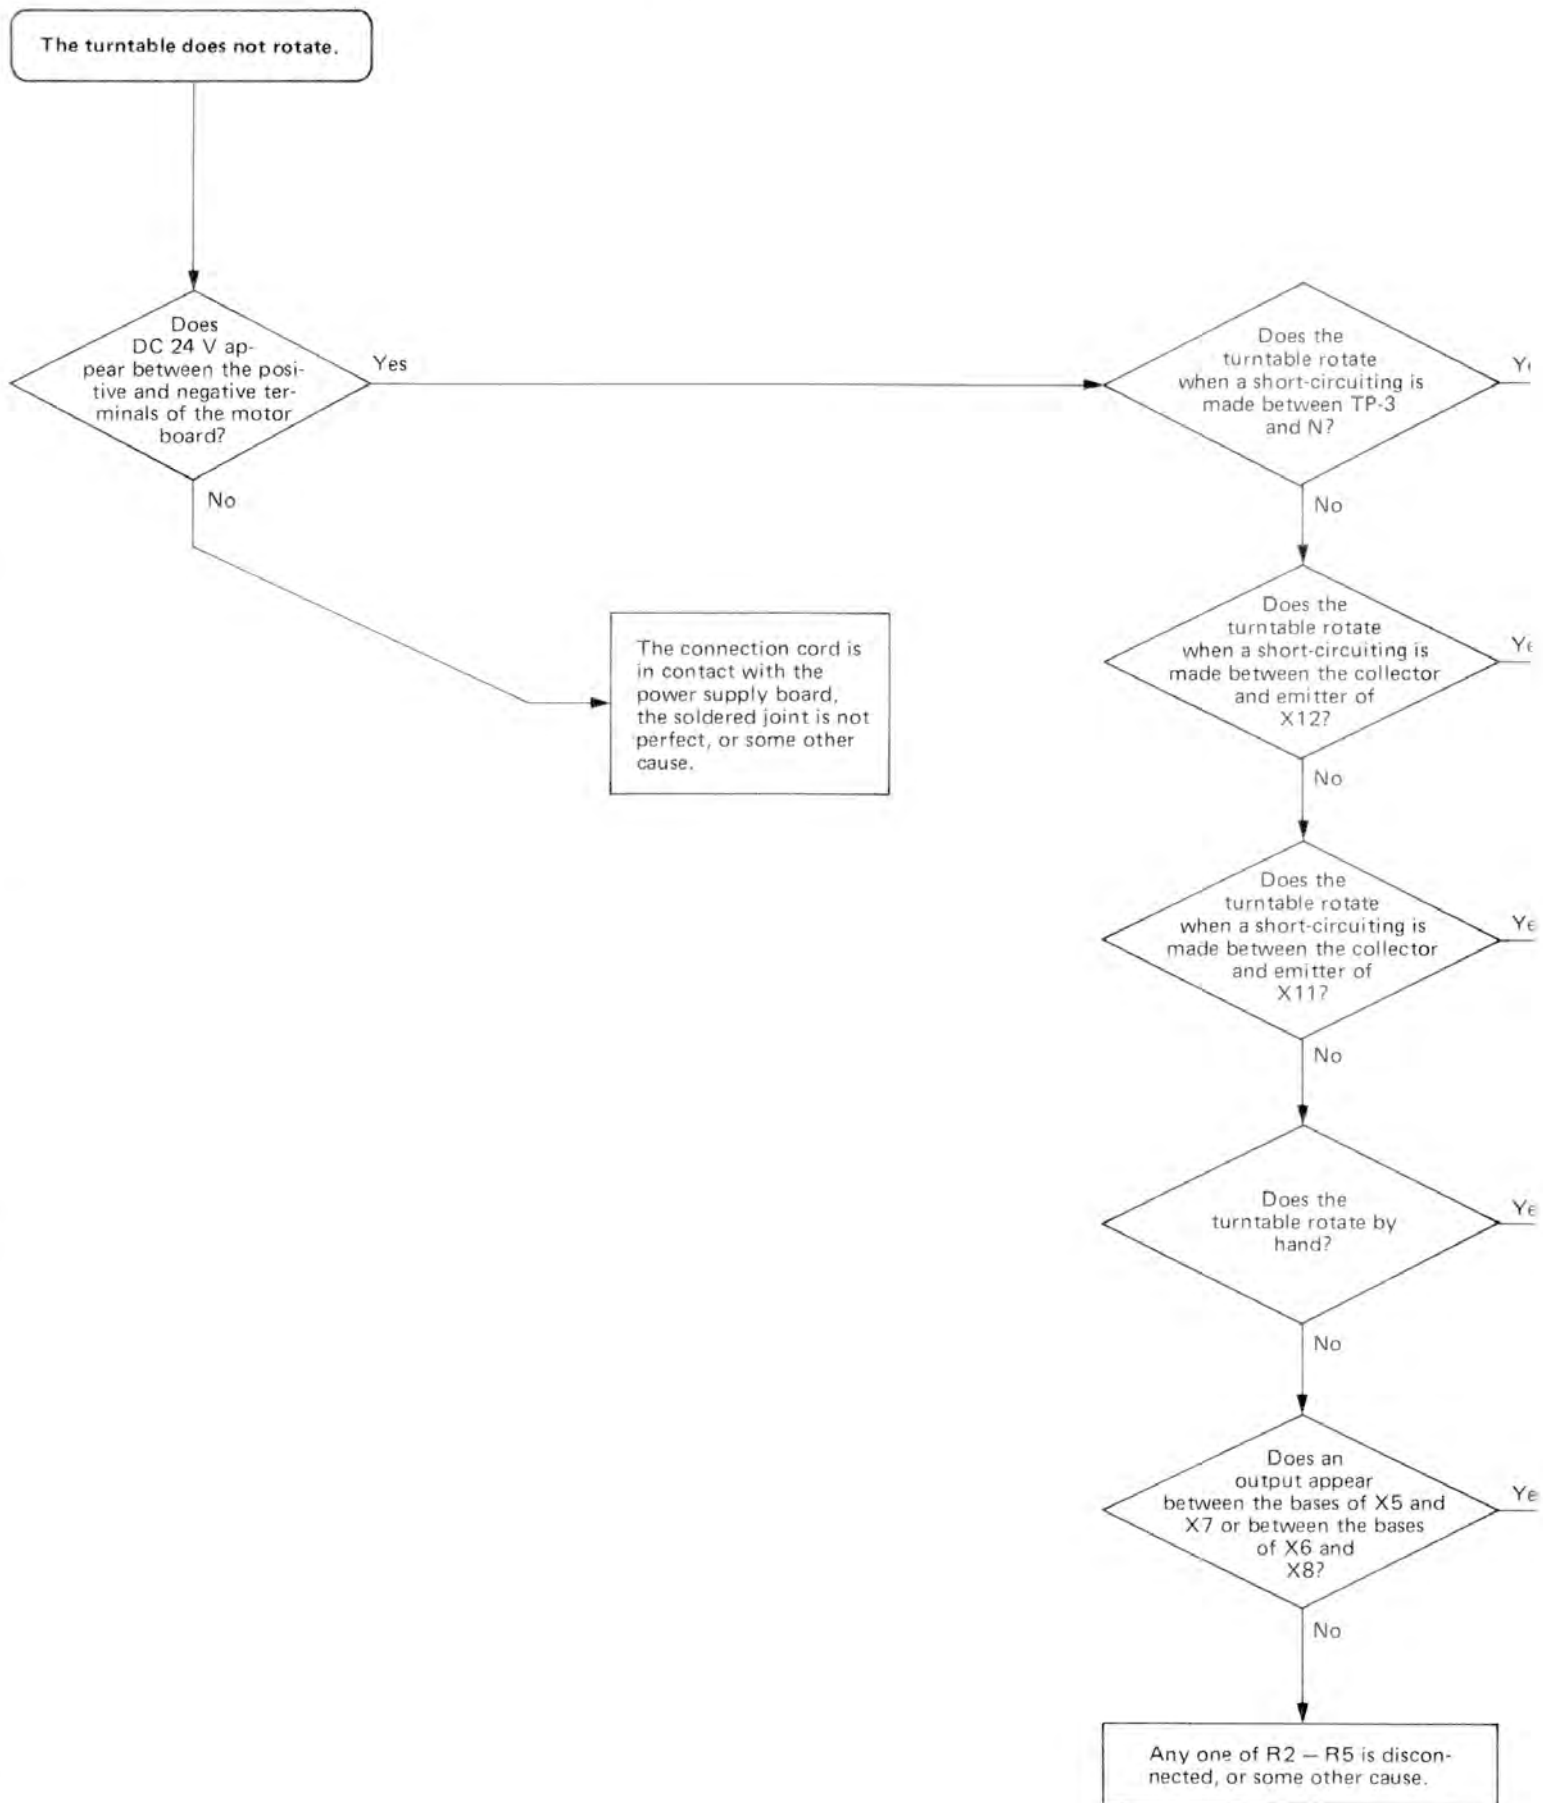 The turntable does not rotate.
Does
DC 24 V ap-
pear between the posi-
tive and negative ter-
minals of the motor
board?
Yes
No
The connection cord is
in contact with the
power supply board,
the soldered joint is not
perfect, or some other
cause.
Does the
turntable rotate
when a short-circuiting is
made between TP-3
and N?
No
Does the
turntable rotate
when a short-circuiting is
made between the collector
and emitter of
X12?
Ye
No
Does the
turntable rotate
when a short-circuiting is
made between the collector
and emitter of
X11?
Ye
No
Does the
turntable rotate by
hand?
Ye
No
Does an
output appear
between the bases of X5 and
X7 or between the bases
of X6 and
X8?
Ye
No
Any one of R2 – R5 is discon-
nected, or some other cause.